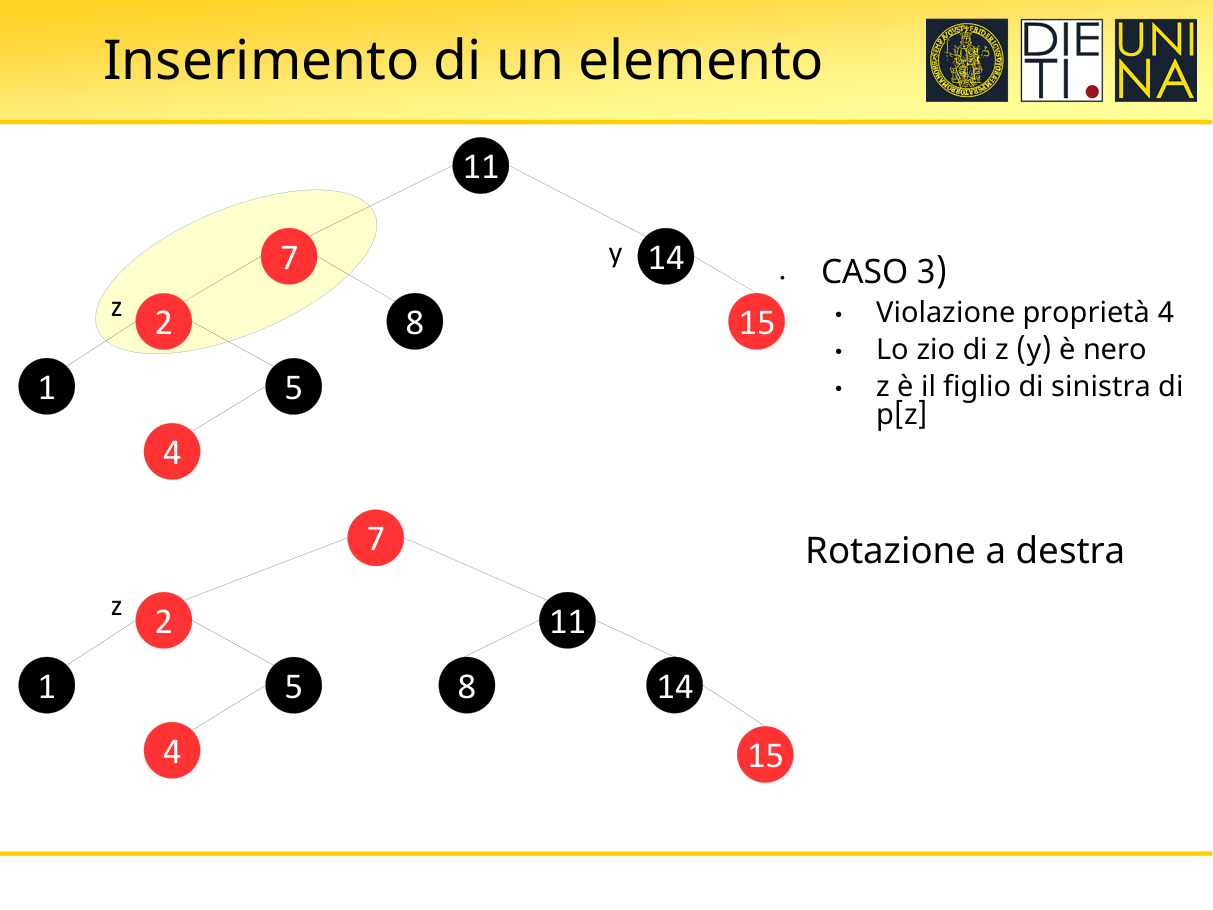 Inserimento di un elemento
DIE
TI.
UNI
NA
11
7
y
14
z
2
8
15
1
5
4
• CASO 3)
• Violazione proprietà 4
• Lo zio di z (y) è nero
• z è il figlio di sinistra di
p[z]
7
Rotazione a destra
z
2
11
1
5
8
14
4
15